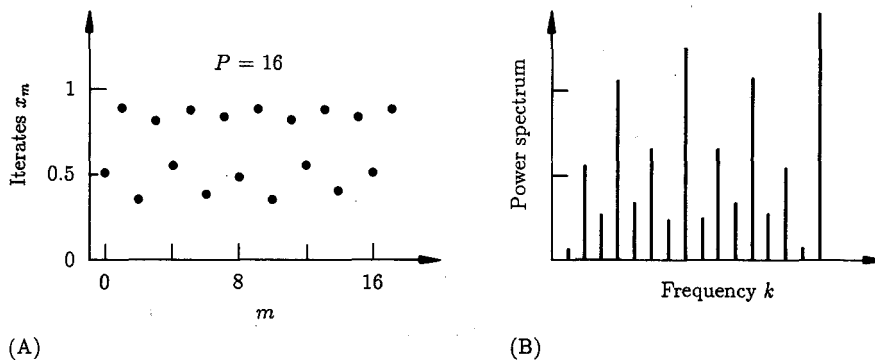 P = 16
Iterates x_m
1
0.5
0
0
8
16
m
(A)
Power spectrum
Frequency k
(B)